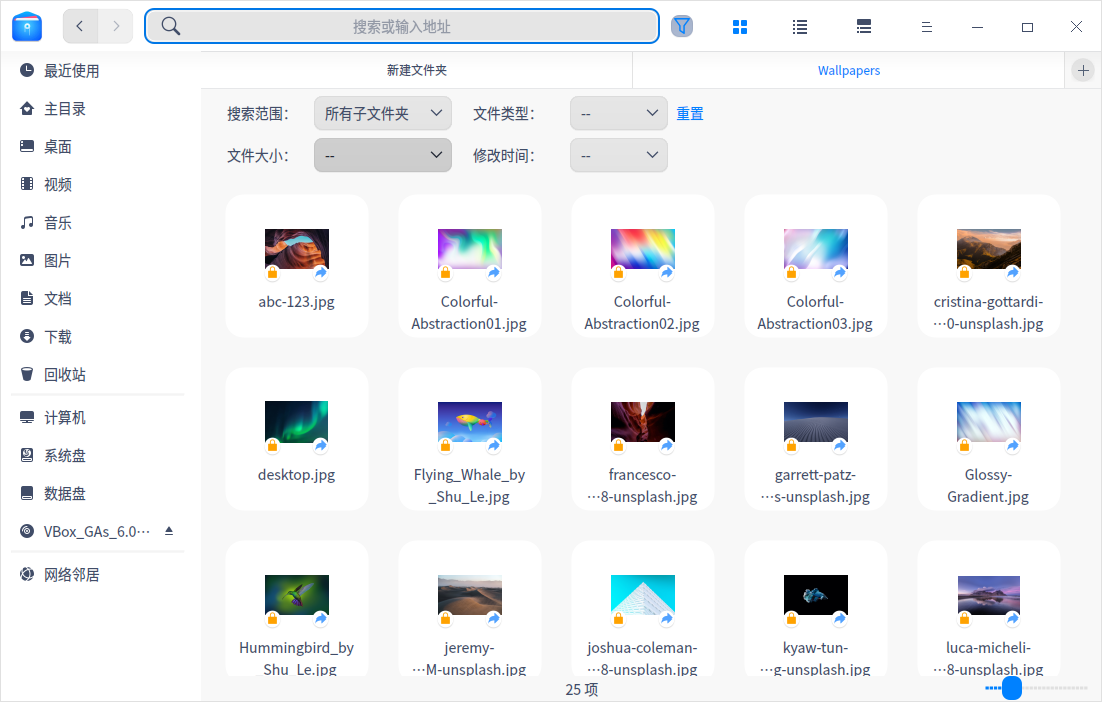 搜索或输入地址
最近使用
主目录
桌面
视频
音乐
图片
文档
下载
回收站
计算机
系统盘
数据盘
VBox_GAs_6.0···
网络邻居
新建文件夹
Wallpapers
搜索范围：
所有子文件夹
文件类型：
--
重置
文件大小：
--
修改时间：
--
abc-123.jpg
Colorful-
Abstraction01.jpg
Colorful-
Abstraction02.jpg
Colorful-
Abstraction03.jpg
cristina-gottardi-
···0-unsplash.jpg
desktop.jpg
Flying_Whale_by
_Shu_Le.jpg
francesco-
···8-unsplash.jpg
garrett-patz-
···s-unsplash.jpg
Glossy-
Gradient.jpg
Hummingbird_by
Shu_Le.jpg
jeremy-
···M-unsplash.jpg
joshua-coleman-
···8-unsplash.jpg
kyaw-tun-
···g-unsplash.jpg
luca-micheli-
···8-unsplash.jpg
25 项